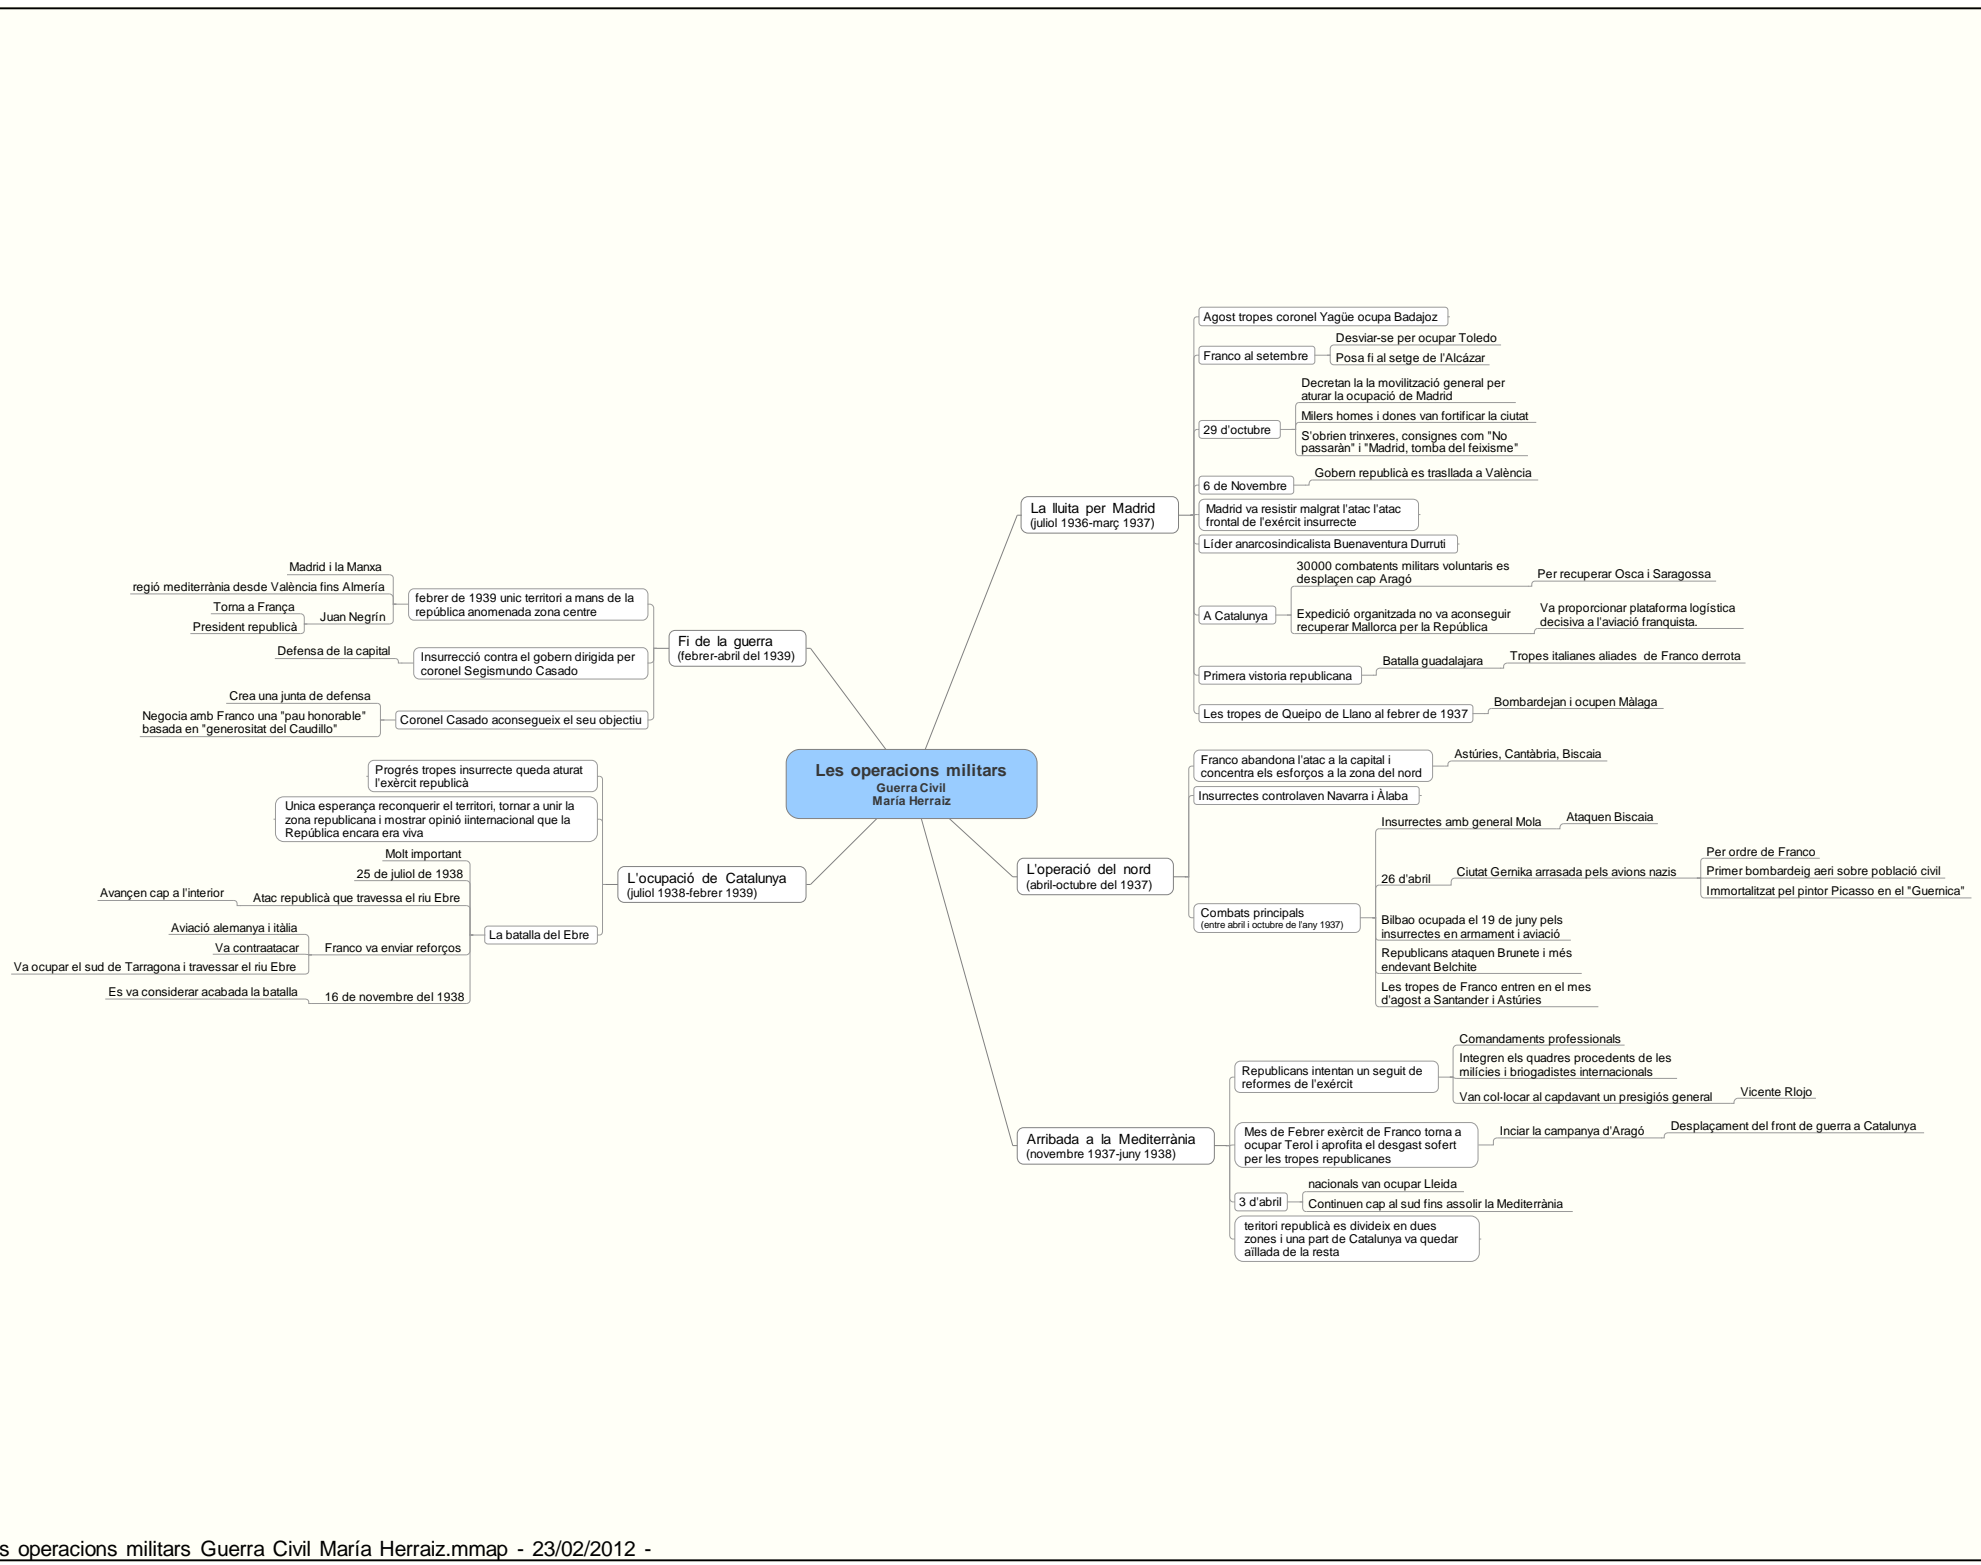 Les operacions militars
Guerra Civil
María Herraiz
La lluita per Madrid
(juliol 1936-març 1937)
Agost tropes coronel Yagüe ocupa Badajoz
Franco al setembre
Desviar-se per ocupar Toledo
Posa fi al setge de l'Alcázar
29 d'octubre
Decretan la la movilització general per
aturar la ocupació de Madrid
Milers homes i dones van fortificar la ciutat
S'obrien trinxeres, consignes com "No
passaràn" i "Madrid, tomba del feixisme"
6 de Novembre
Gobern republicà es trasllada a València
Madrid va resistir malgrat l'atac l'atac
frontal de l'exércit insurrecte
Líder anarcosindicalista Buenaventura Durruti
A Catalunya
30000 combatents militars voluntaris es
desplaçen cap Aragó
Per recuperar Osca i Saragossa
Expedició organitzada no va aconseguir
recuperar Mallorca per la República
Va proporcionar plataforma logística
decisiva a l'aviació franquista.
Primera vistoria republicana
Batalla guadalajara
Tropes italianes aliades de Franco derrota
Les tropes de Queipo de Llano al febrer de 1937
Bombardejan i ocupen Màlaga
L'operació del nord
(abril-octubre del 1937)
Franco abandona l'atac a la capital i
concentra els esforços a la zona del nord
Astúries, Cantàbria, Biscaia
Insurrectes controlaven Navarra i Àlaba
Combats principals
(entre abril i octubre de l'any 1937)
Insurrectes amb general Mola
Ataquen Biscaia
26 d'abril
Ciutat Gernika arrasada pels avions nazis
Per ordre de Franco
Primer bombardeig aeri sobre població civil
Immortalitzat pel pintor Picasso en el "Guernica"
Bilbao ocupada el 19 de juny pels
insurrectes en armament i aviació
Republicans ataquen Brunete i més
endevant Belchite
Les tropes de Franco entren en el mes
d'agost a Santander i Astúries
Arribada a la Mediterrània
(novembre 1937-juny 1938)
Republicans intentan un seguit de
reformes de l'exércit
Comandaments professionals
Integren els quadres procedents de les
milícies i briogadistes internacionals
Van col·locar al capdavant un presigiós general
Vicente RIojo
Mes de Febrer exèrcit de Franco torna a
ocupar Terol i aprofita el desgast sofert
per les tropes republicanes
Inciar la campanya d'Aragó
Desplaçament del front de guerra a Catalunya
3 d'abril
nacionals van ocupar Lleida
Continuen cap al sud fins assolir la Mediterrània
teritori republicà es divideix en dues
zones i una part de Catalunya va quedar
aïllada de la resta
L'ocupació de Catalunya
(juliol 1938-febrer 1939)
Progrés tropes insurrecte queda aturat
l'exèrcit republicà
Unica esperança reconquerir el territori, tornar a unir la
zona republicana i mostrar opinió iinternacional que la
República encara era viva
La batalla del Ebre
Molt important
25 de juliol de 1938
Atac republicà que travessa el riu Ebre
Avançen cap a l'interior
Franco va enviar reforços
Aviació alemanya i itàlia
Va contraatacar
Va ocupar el sud de Tarragona i travessar el riu Ebre
16 de novembre del 1938
Es va considerar acabada la batalla
Fi de la guerra
(febrer-abril del 1939)
febrer de 1939 unic territori a mans de la
república anomenada zona centre
Madrid i la Manxa
regió mediterrània desde València fins Almería
Juan Negrín
Torna a França
President republicà
Insurrecció contra el gobern dirigida per
coronel Segismundo Casado
Defensa de la capital
Coronel Casado aconsegueix el seu objectiu
Crea una junta de defensa
Negocia amb Franco una "pau honorable"
basada en "generositat del Caudillo"
s operacions militars Guerra Civil María Herraiz.mmap - 23/02/2012 -